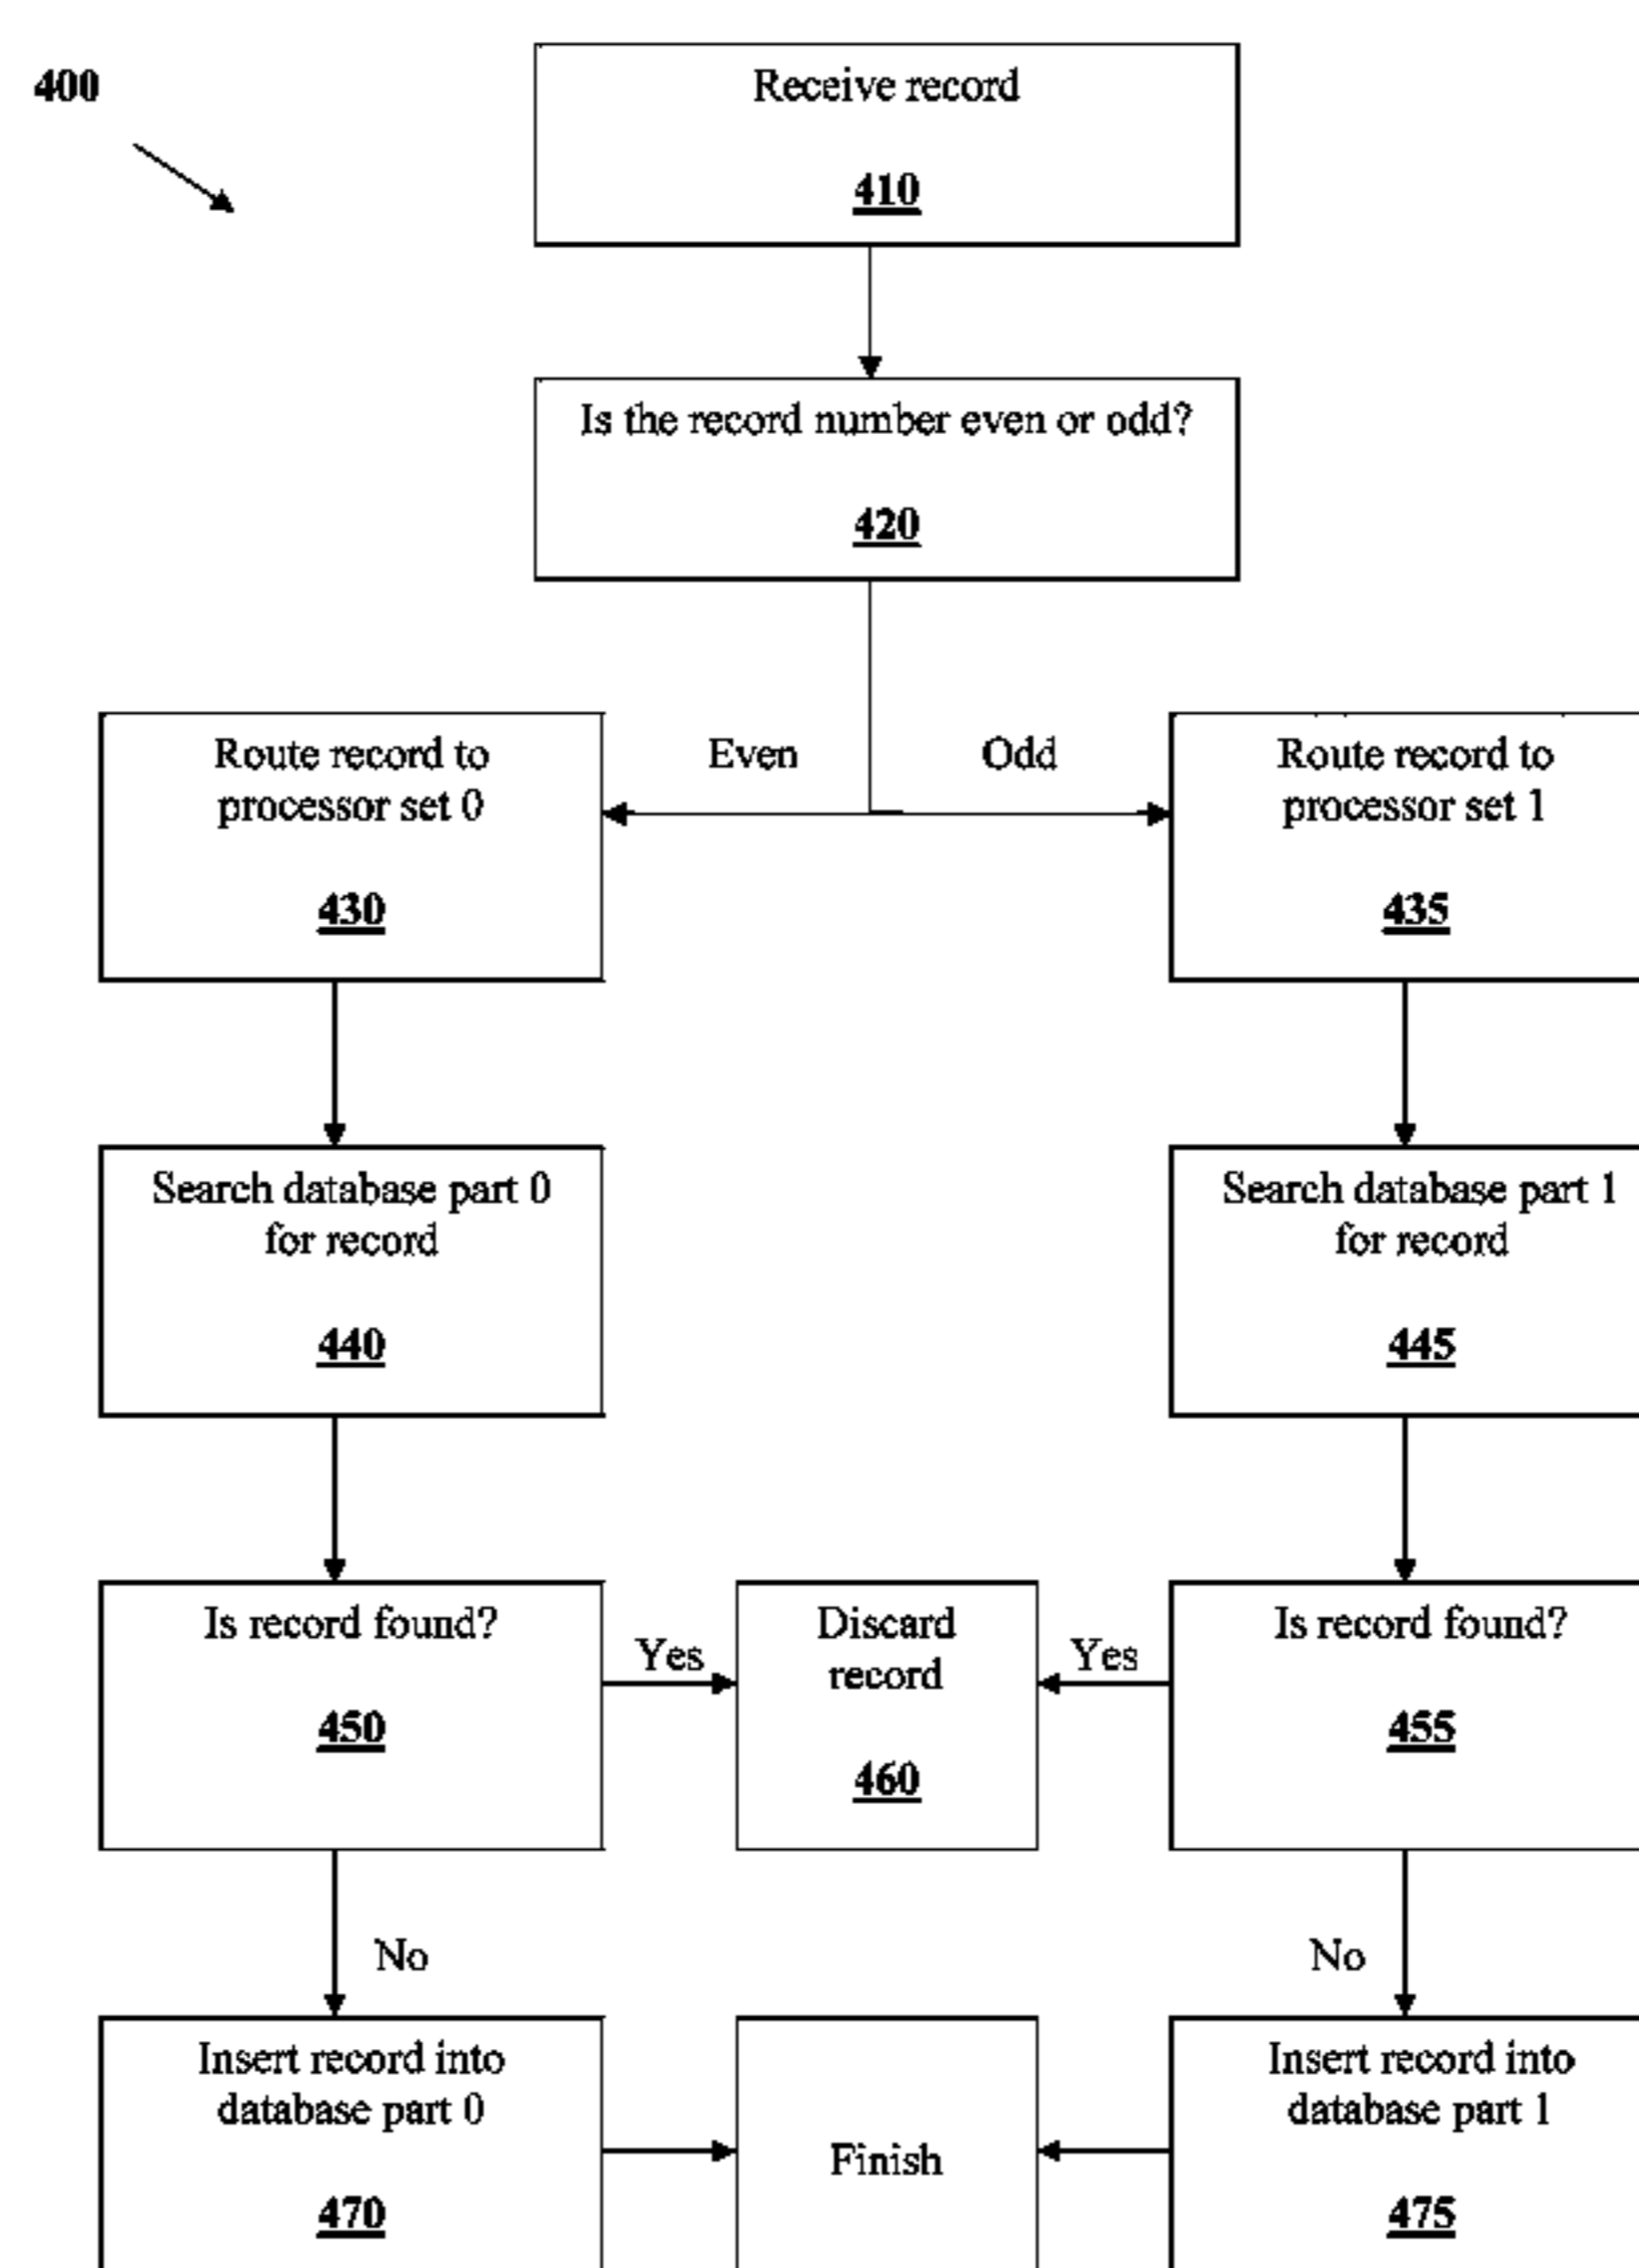 400
Receive record
410
Is the record number even or odd?
420
Even
Odd
Route record to
processor set 0
430
Route record to
processor set 1
435
Search database part 0
for record
440
Search database part 1
for record
445
Is record found?
450
Yes
Discard
record
460
Yes
Is record found?
455
No
No
Insert record into
database part 0
470
Finish
Insert record into
database part 1
475